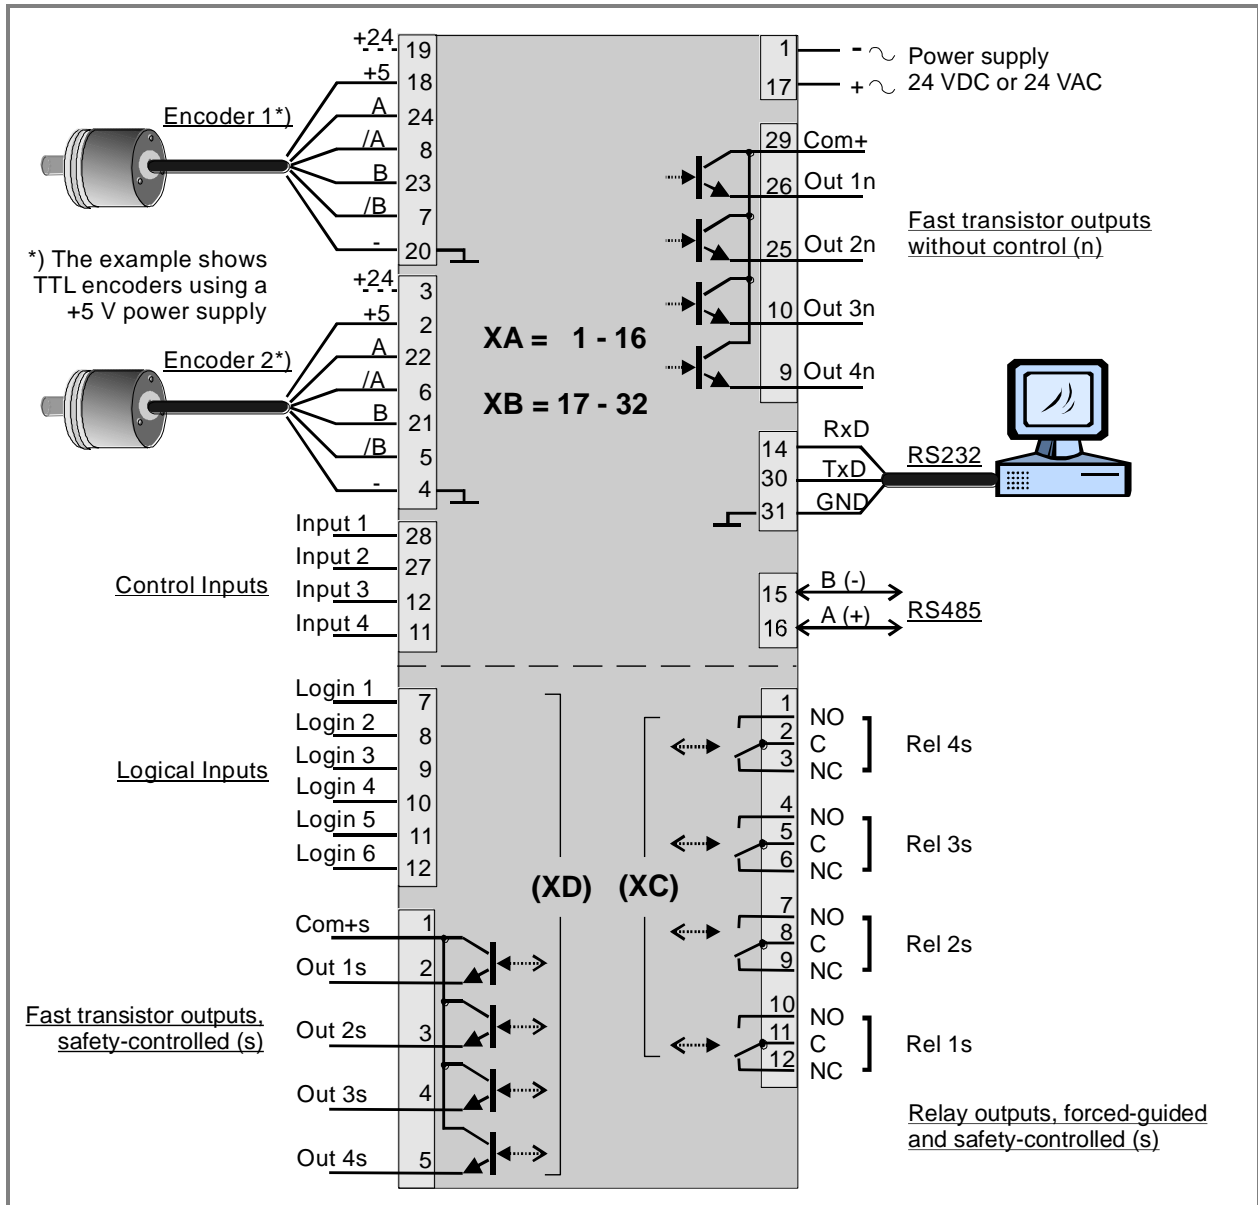 +24
19
+5
18
A
24
/A
8
B
23
/B
7
-
20
Encoder 1*)
*) The example shows
TTL encoders using a
+5 V power supply
+24
3
+5
2
A
22
/A
6
B
21
/B
5
-
4
Encoder 2*)
Input 1
28
Input 2
27
Input 3
12
Input 4
11
Control Inputs
XA = 1 - 16
XB = 17 - 32
1
-
17
+
Power supply
24 VDC or 24 VAC
29 Com+
26 Out 1n
25 Out 2n
10 Out 3n
9 Out 4n
Fast transistor outputs
without control (n)
14
RxD
30
TxD
31
GND
RS232
15
B (-)
16
A (+)
RS485
Login 1
7
Login 2
8
Login 3
9
Login 4
10
Login 5
11
Login 6
12
Logical Inputs
(XD)
(XC)
Com+s
1
Out 1s
2
Out 2s
3
Out 3s
4
Out 4s
5
Fast transistor outputs,
safety-controlled (s)
1 NO
2 C
3 NC
Rel 4s
4 NO
5 C
6 NC
Rel 3s
7 NO
8 C
9 NC
Rel 2s
10 NO
11 C
12 NC
Rel 1s
Relay outputs, forced-guided
and safety-controlled (s)